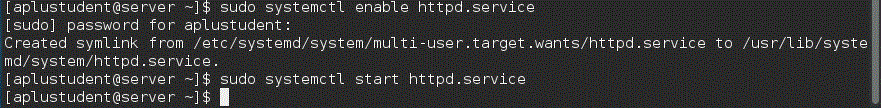 [aplustudent@server ~]$ sudo systemctl enable httpd.service
[sudo] password for aplustudent:
Created symlink from /etc/systemd/system/multi-user.target.wants/httpd.service to /usr/lib/syste
md/system/httpd.service.
[aplustudent@server ~]$ sudo systemctl start httpd.service
[aplustudent@server ~]$